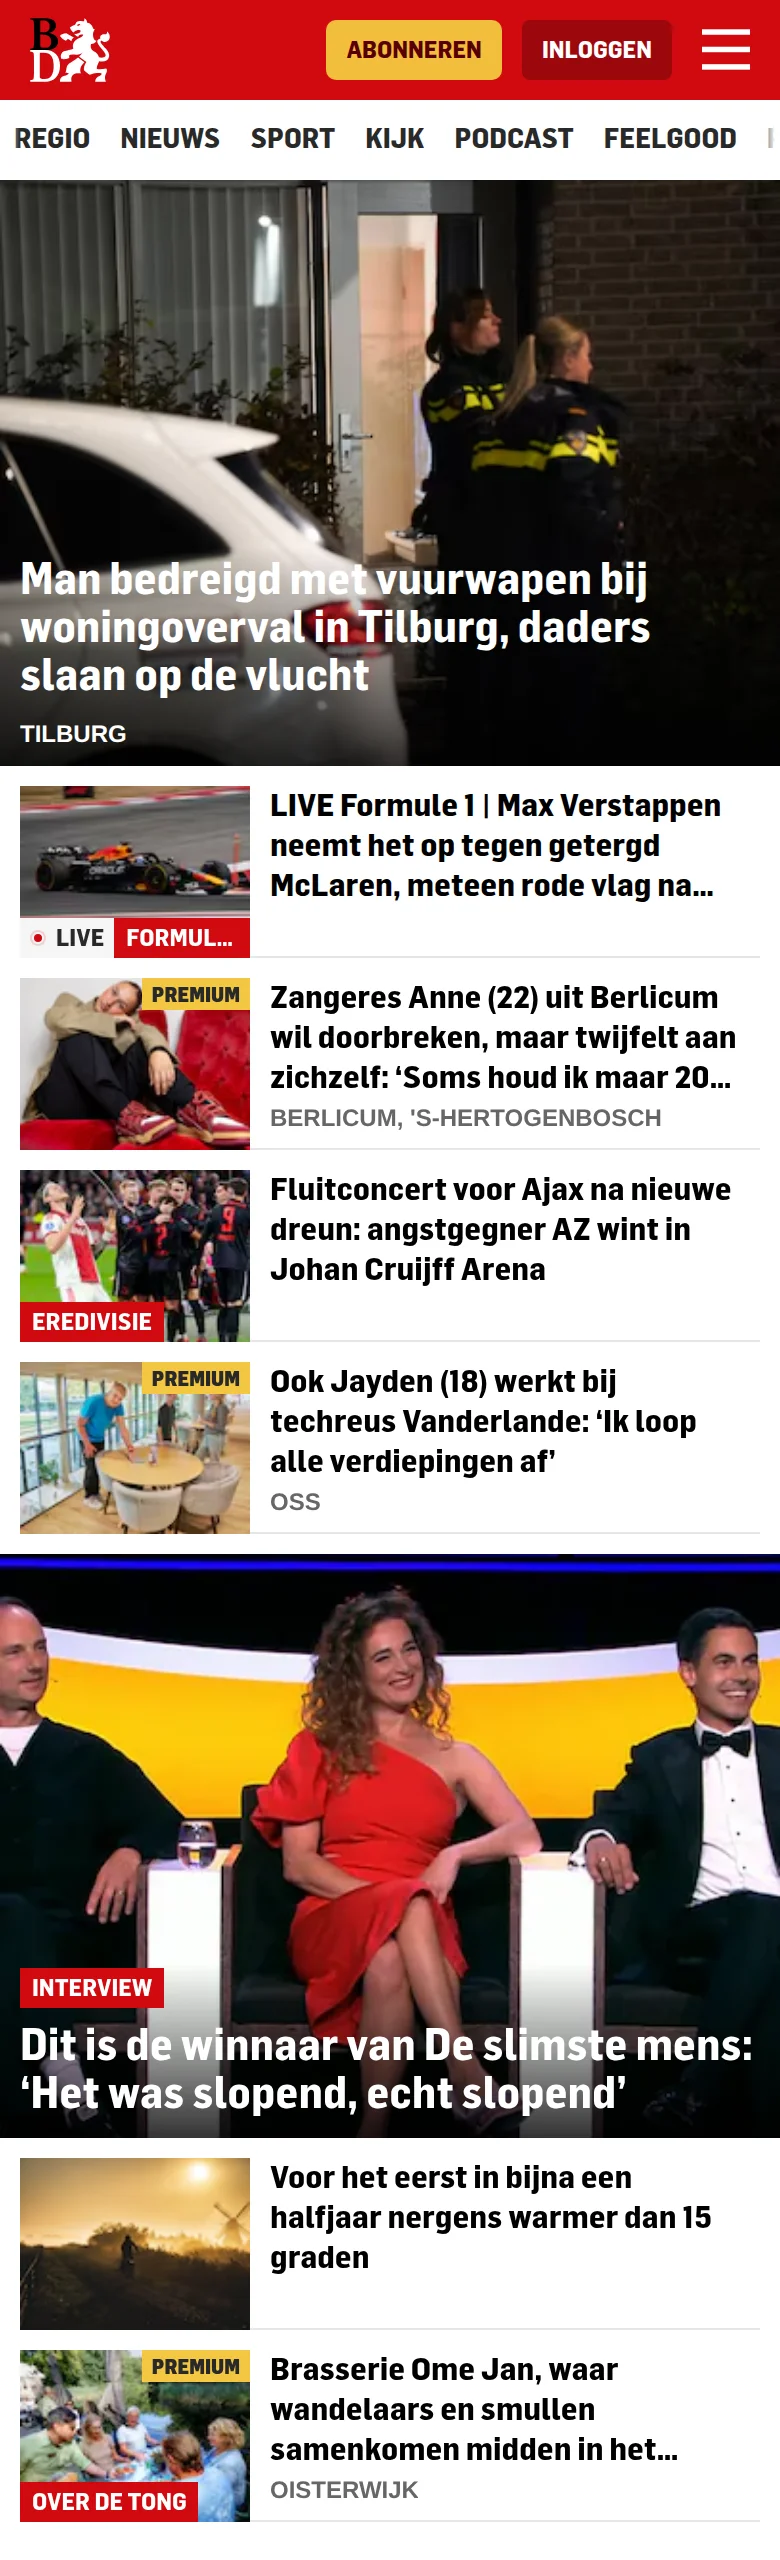 BD
ABONNEREN
INLOGGEN
REGIO NIEUWS SPORT KIJK PODCAST FEELGOOD
Man bedreigd met vuurwapen bij
woningoverval in Tilburg, daders
slaan op de vlucht
TILBURG
LIVE Formule 1 | Max Verstappen
neemt het op tegen getergd
McLaren, meteen rode vlag na...
LIVE FORMUL...
PREMIUM
Zangeres Anne (22) uit Berlicum
wil doorbreken, maar twijfelt aan
zichzelf: ‘Soms houd ik maar 20...
BERLICUM, 'S-HERTOGENBOSCH
Fluitconcert voor Ajax na nieuwe
dreun: angstgegner AZ wint in
Johan Cruijff Arena
EREDIVISIE
PREMIUM
Ook Jayden (18) werkt bij
techreus Vanderlande: ‘Ik loop
alle verdiepingen af’
OSS
INTERVIEW
Dit is de winnaar van De slimste mens:
‘Het was slopend, echt slopend’
Voor het eerst in bijna een
halfjaar nergens warmer dan 15
graden
PREMIUM
Brasserie Ome Jan, waar
wandelaars en smullen
samenkomen midden in het...
OISTERWIJK
OVER DE TONG